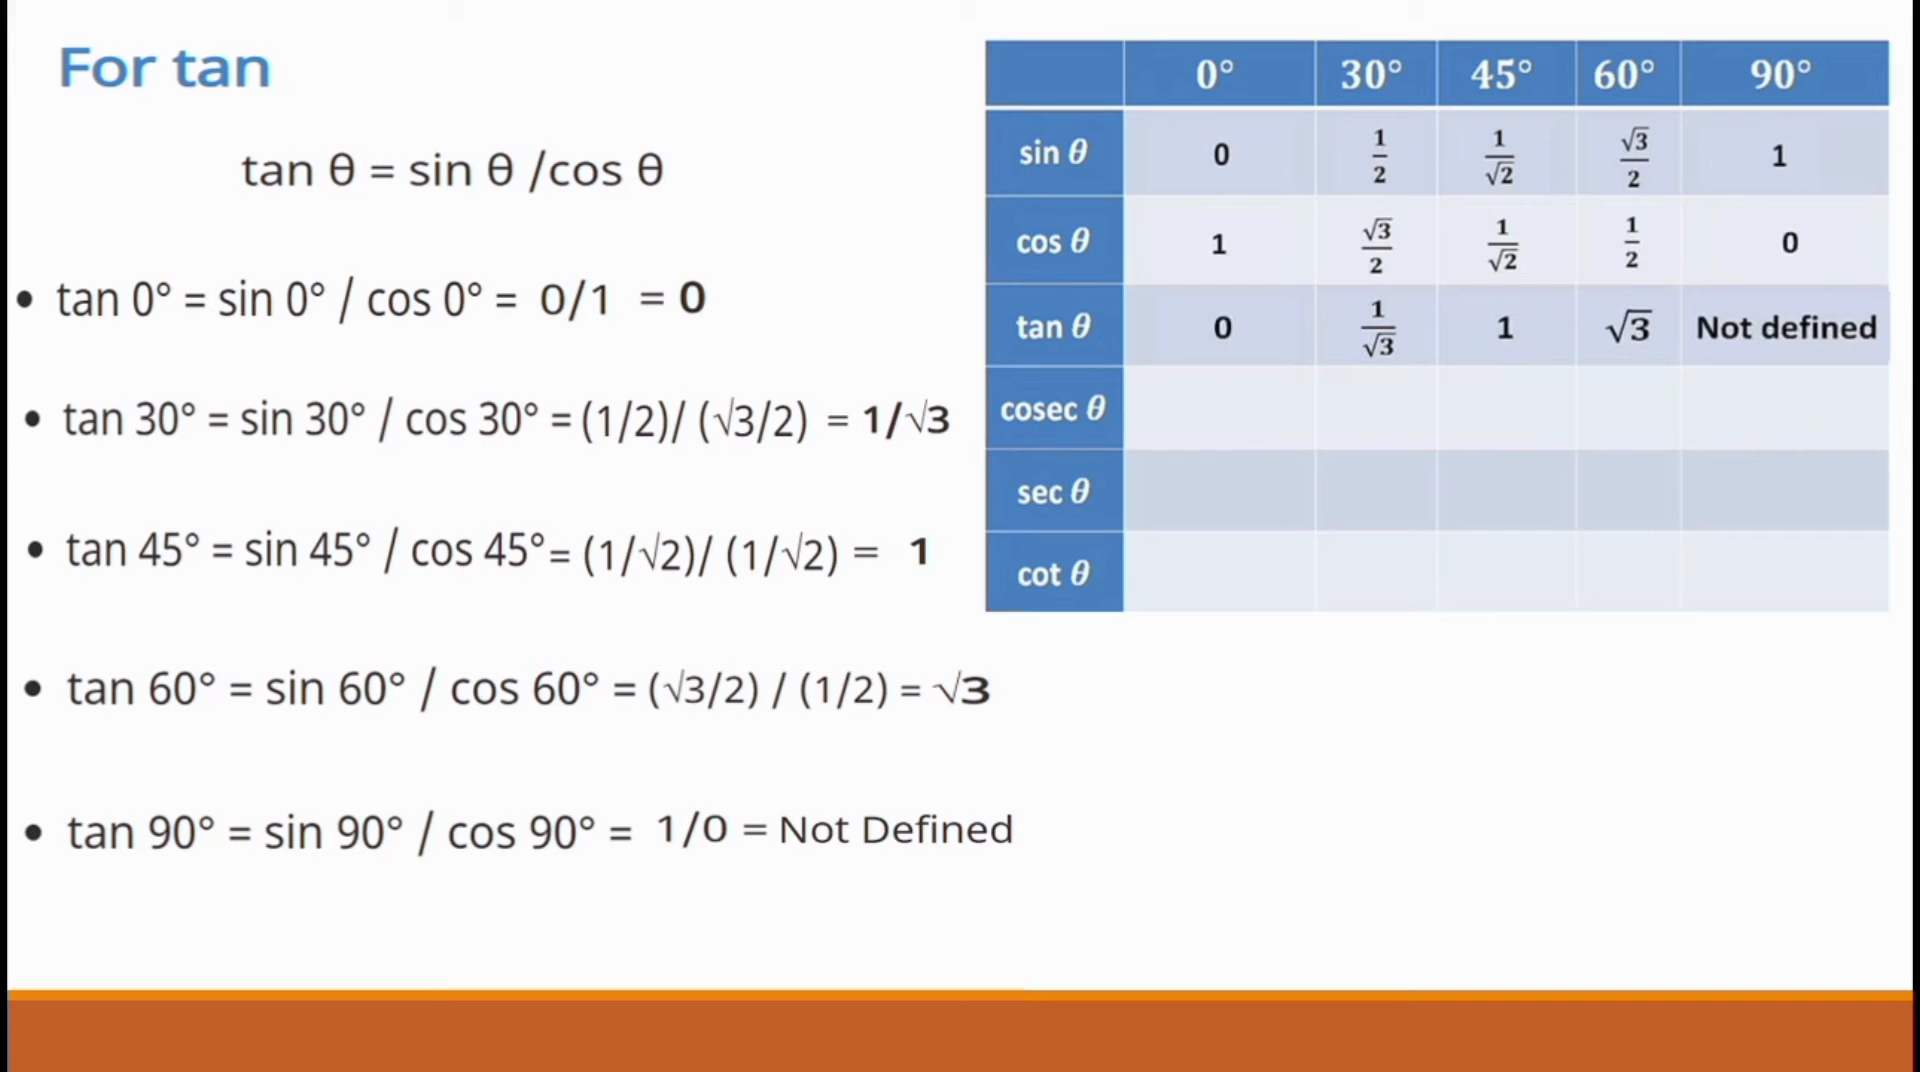 For tan
tan θ = sin θ /cos θ
• tan 0° = sin 0° / cos 0° = 0/1 = 0
• tan 30° = sin 30° / cos 30° = (1/2)/ (√3/2) = 1/√3
• tan 45° = sin 45° / cos 45°= (1/√2)/ (1/√2) = 1
• tan 60° = sin 60° / cos 60° = (√3/2) / (1/2) = √3
• tan 90° = sin 90° / cos 90° = 1/0 = Not Defined
0° 30° 45° 60° 90°
sin θ 0 1/2 1/√2 √3/2 1
cos θ 1 √3/2 1/√2 1/2 0
tan θ 0 1/√3 1 √3 Not defined
cosec θ
sec θ
cot θ